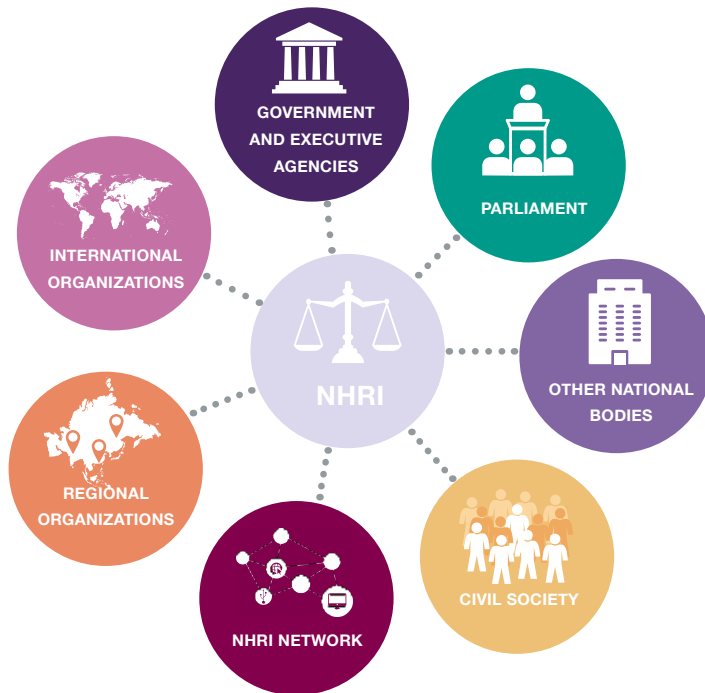 GOVERNMENT
AND EXECUTIVE
AGENCIES
PARLIAMENT
INTERNATIONAL
ORGANIZATIONS
NHRI
OTHER NATIONAL
BODIES
REGIONAL
ORGANIZATIONS
CIVIL SOCIETY
NHRI NETWORK